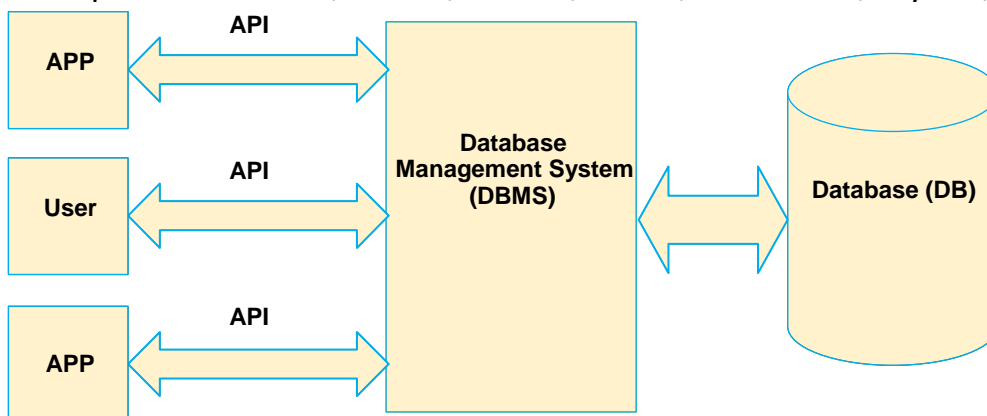 API
APP
Database
Management System
(DBMS)
API
User
Database (DB)
API
APP